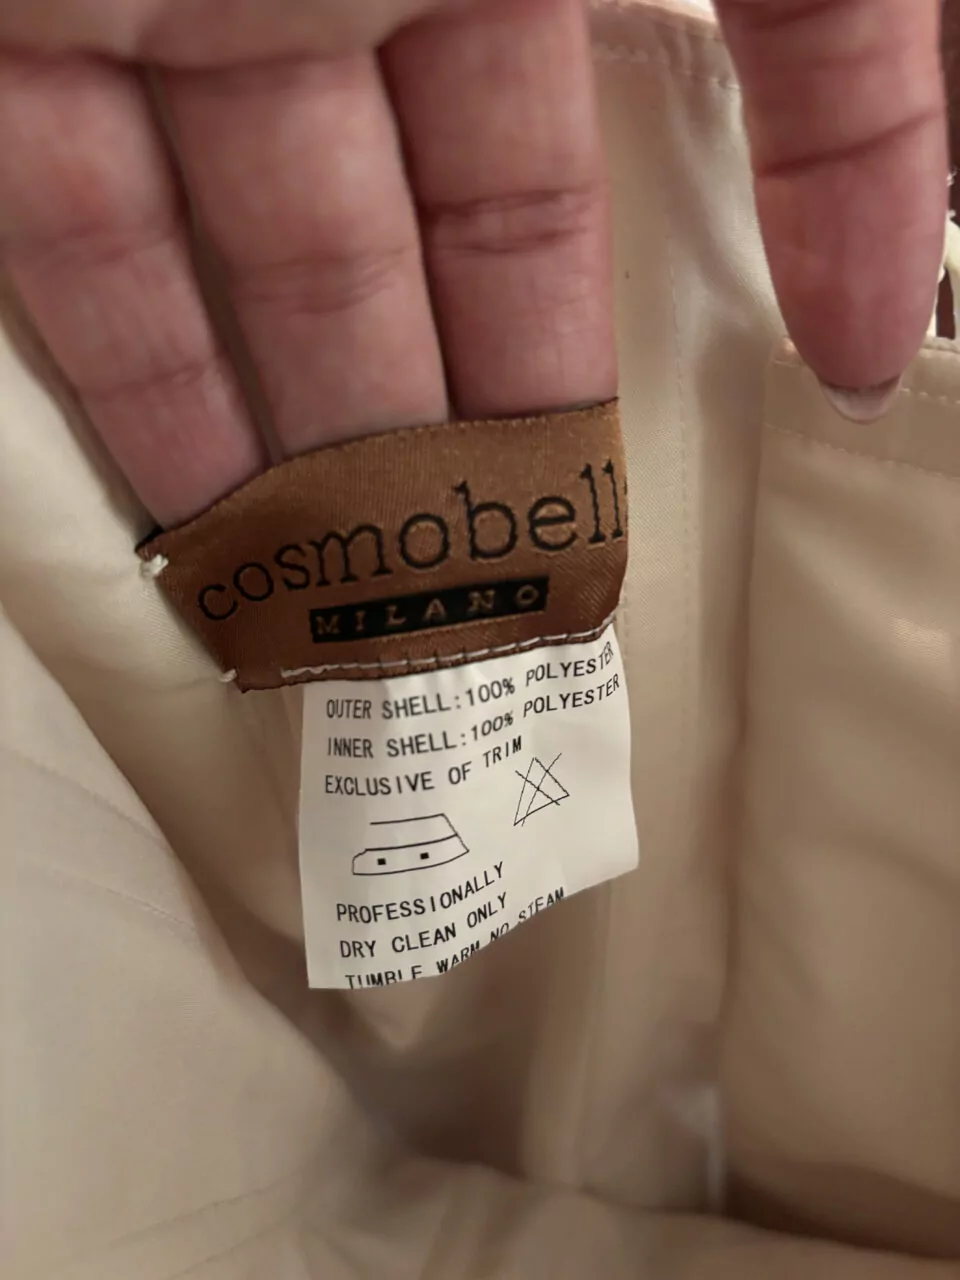 cosmobell
MILANO
OUTER SHELL:100% POLYESTER
INNER SHELL:100% POLYESTER
EXCLUSIVE OF TRIM
PROFESSIONALLY
DRY CLEAN ONLY
TUMBLE WARM NO STEAM